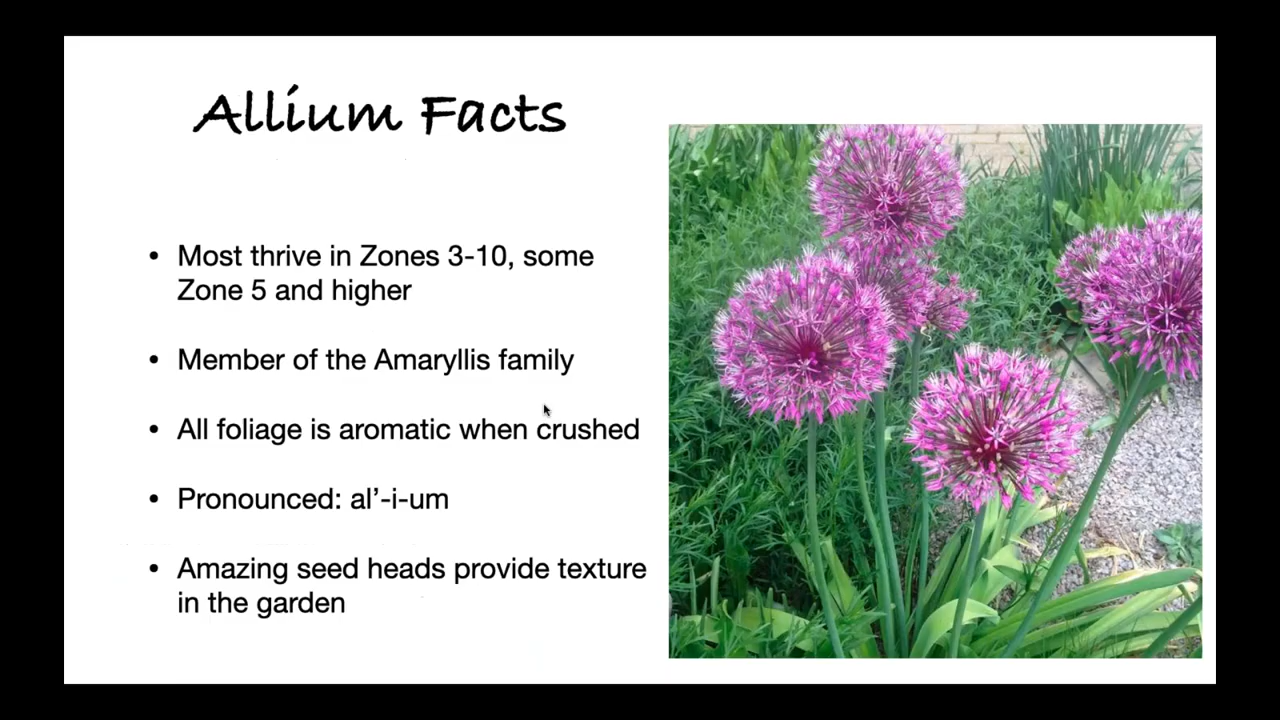 Allium Facts
• Most thrive in Zones 3-10, some
Zone 5 and higher
• Member of the Amaryllis family
• All foliage is aromatic when crushed
• Pronounced: al’-i-um
• Amazing seed heads provide texture
in the garden